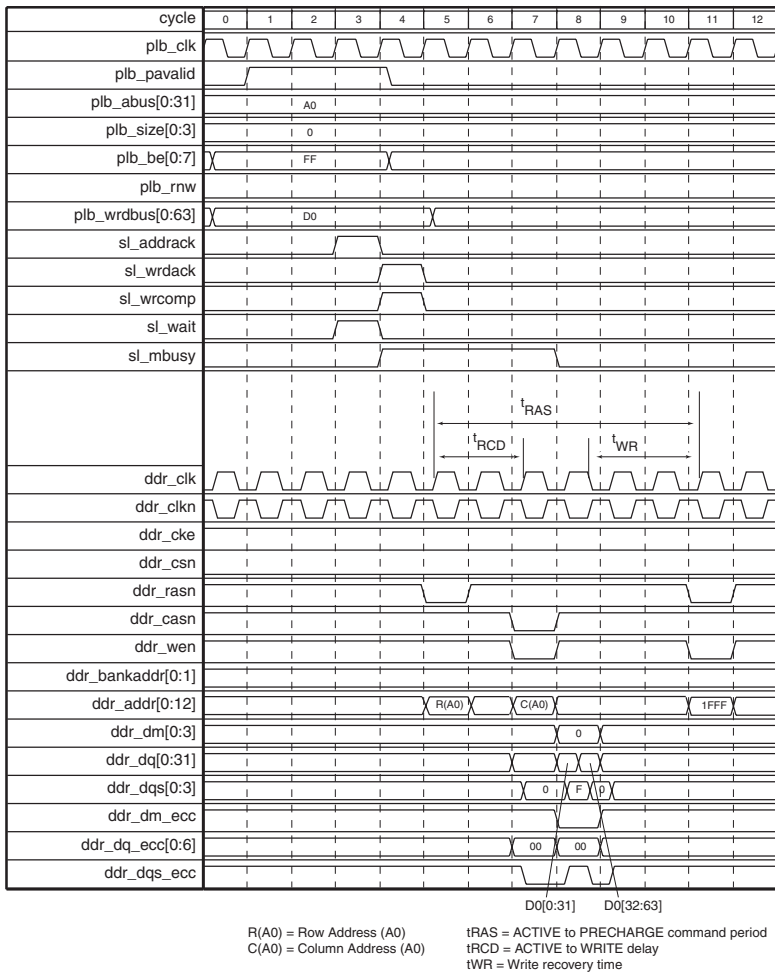 cycle 0 1 2 3 4 5 6 7 8 9 10 11 12
plb_clk
plb_pavalid
plb_abus[0:31] A0
plb_size[0:3] 0
plb_be[0:7] FF
plb_rnw
plb_wrdbus[0:63] D0
sl_addrack
sl_wrdack
sl_wrcomp
sl_wait
sl_mbusy
tRAS
tRCD tWR
ddr_clk
ddr_clkn
ddr_cke
ddr_csn
ddr_rasn
ddr_casn
ddr_wen
ddr_bankaddr[0:1]
ddr_addr[0:12] R(A0) C(A0) 1FFF
ddr_dm[0:3] 0
ddr_dq[0:31]
ddr_dqs[0:3] 0 F 0
ddr_dm_ecc
ddr_dq_ecc[0:6] 00 00
ddr_dqs_ecc
D0[0:31] D0[32:63]
R(A0) = Row Address (A0) tRAS = ACTIVE to PRECHARGE command period
C(A0) = Column Address (A0) tRCD = ACTIVE to WRITE delay
tWR = Write recovery time